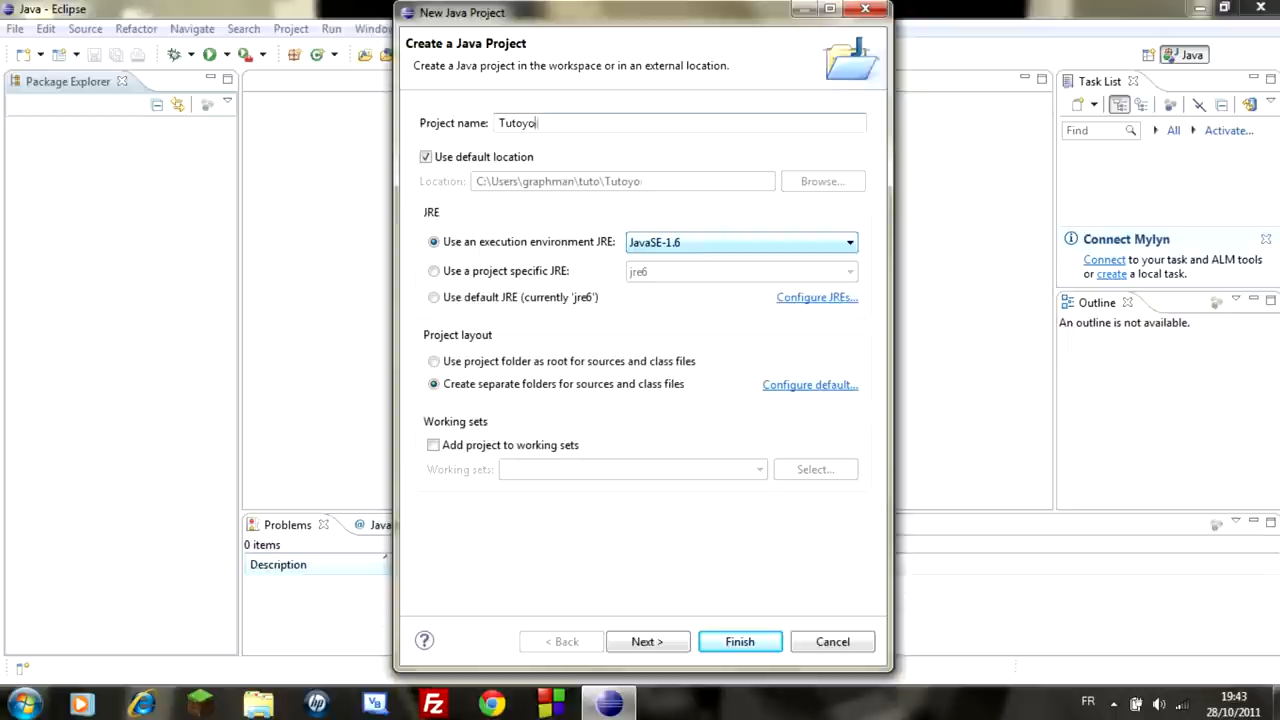 Java - Eclipse
New Java Project
File Edit Source Refactor Navigate Search Project Run Window
Create a Java Project
Create a Java project in the workspace or in an external location.
Java
Package Explorer
Task List
Find
All
Activate...
Project name: Tutoyo
Use default location
Location: C:\Users\graphman\tuto\Tutoyo
Browse...
JRE
Use an execution environment JRE: JavaSE-1.6
Use a project specific JRE: jre6
Use default JRE (currently 'jre6') Configure JREs...
Connect Mylyn
Connect to your task and ALM tools
or create a local task.
Outline
An outline is not available.
Project layout
Use project folder as root for sources and class files
Create separate folders for sources and class files Configure default...
Working sets
Add project to working sets
Working sets: Select...
Problems
@ Java
0 items
Description
< Back Next > Finish Cancel
FR
19:43
28/10/2011